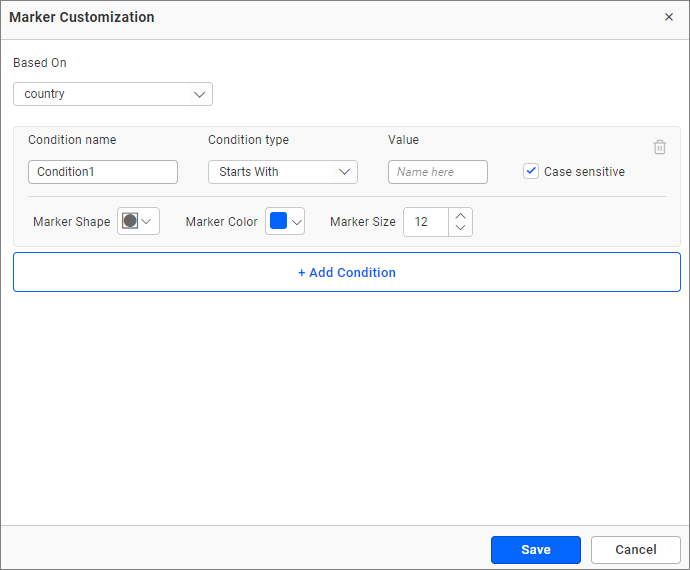 Marker Customization
Based On
country
Condition name Condition type Value
Condition1 Starts With Name here Case sensitive
Marker Shape Marker Color Marker Size 12
+ Add Condition
Save Cancel